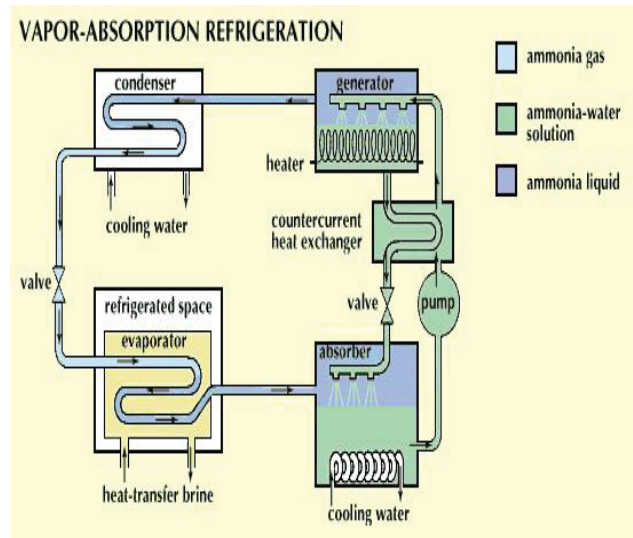 VAPOR-ABSORPTION REFRIGERATION
condenser
generator
ammonia gas
ammonia-water
solution
ammonia liquid
heater
cooling water
countercurrent
heat exchanger
valve
refrigerated space
evaporator
valve
pump
absorber
heat-transfer brine
cooling water